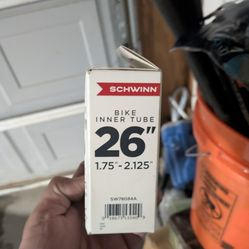 SCHWINN
BIKE
INNER TUBE
26"
1.75"-2.125"
SW78084A